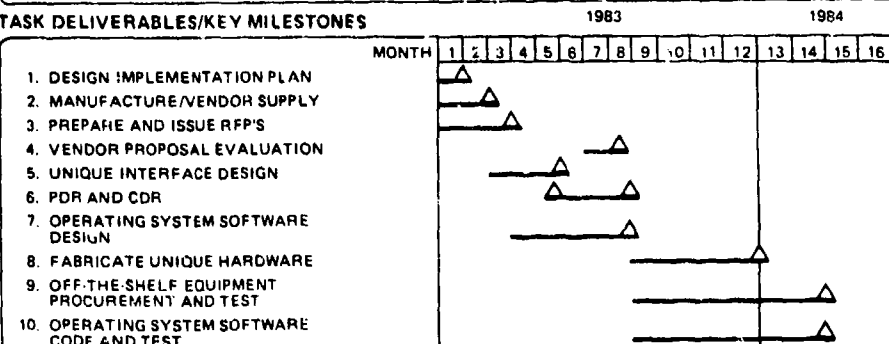 1983 1984
TASK DELIVERABLES/KEY MILESTONES
MONTH 1 2 3 4 5 6 7 8 9 10 11 12 13 14 15 16
1. DESIGN IMPLEMENTATION PLAN
2. MANUFACTURE/VENDOR SUPPLY
3. PREPARE AND ISSUE RFP'S
4. VENDOR PROPOSAL EVALUATION
5. UNIQUE INTERFACE DESIGN
6. PDR AND CDR
7. OPERATING SYSTEM SOFTWARE
DESIGN
8. FABRICATE UNIQUE HARDWARE
9. OFF-THE-SHELF EQUIPMENT
PROCUREMENT AND TEST
10. OPERATING SYSTEM SOFTWARE
CODE AND TEST